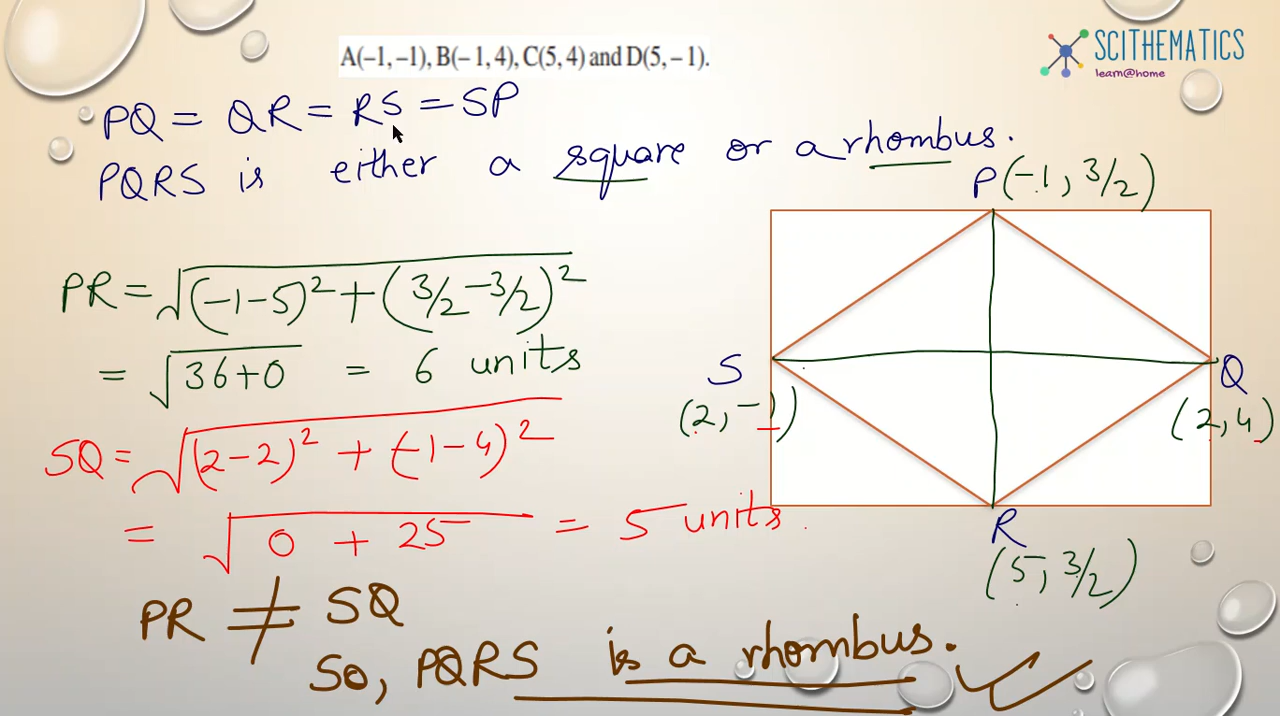 SCITHEMATICS
learn@home
A(−1, −1), B(−1, 4), C(5, 4) and D(5, −1).
PQ = QR = RS = SP
PQRS is either a square or a rhombus.
P(-1, 3/2)
PR = √(-1-5)² + (3/2 - 3/2)²
= √36+0 = 6 units
S
(2, -1)
Q
(2, 4)
SQ = √(2-2)² + (-1-4)²
= √0 + 25 = 5 units.
R
(5, 3/2)
PR ≠ SQ
So, PQRS is a rhombus.